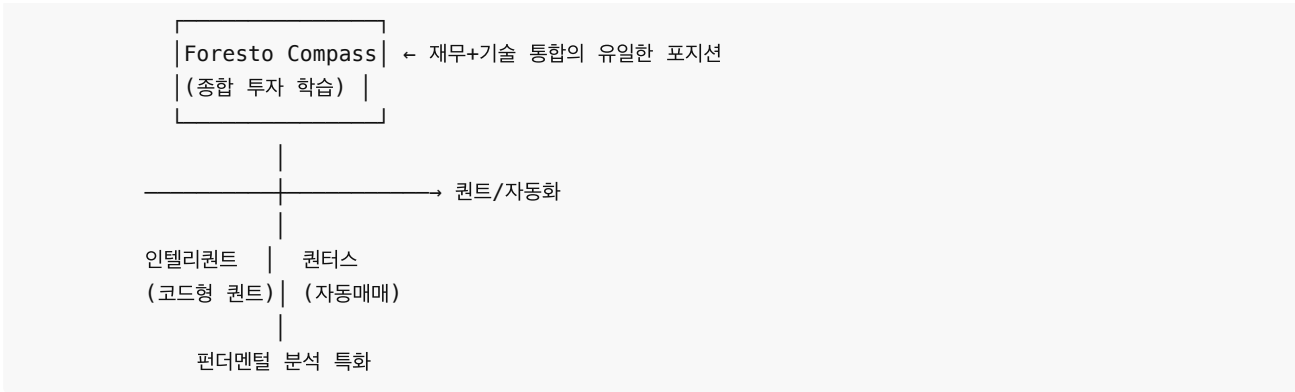 Foresto Compass ← 재무+기술 통합의 유일한 포지션
(종합 투자 학습)
→ 퀀트/자동화
인텔리퀀트 | 퀀터스
(코드형 퀀트)| (자동매매)
펀더멘털 분석 특화